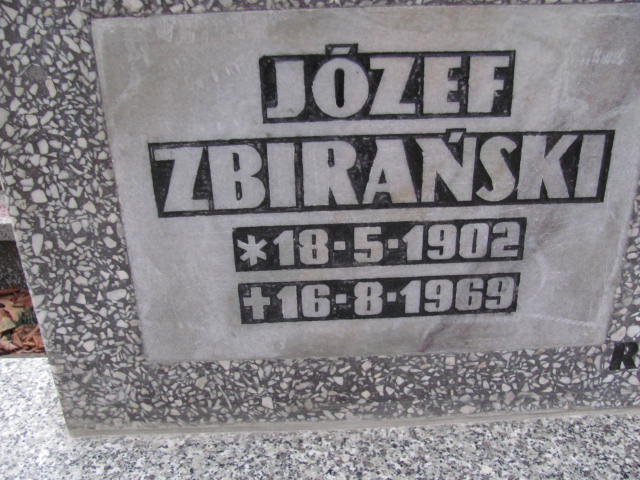 JÓZEF
ZBIRAŃSKI
*18-5-1902
✝16-8-1969
R